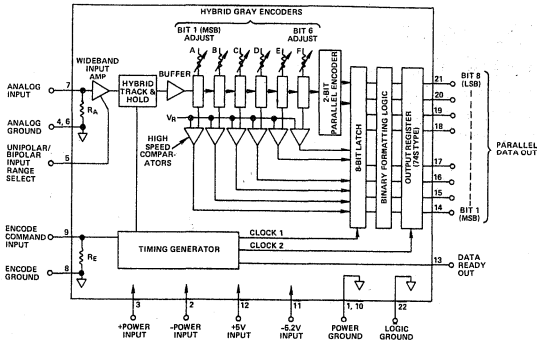 HYBRID GRAY ENCODERS
BIT 1 (MSB)
ADJUST
BIT 6
ADJUST
A
B
C
D
E
F
WIDEBAND
INPUT
AMP
BUFFER
ANALOG
INPUT
7
HYBRID
TRACK &
HOLD
2-BIT
PARALLEL ENCODER
RA
ANALOG
GROUND
4, 6
VR
UNIPOLAR/
BIPOLAR
INPUT
RANGE
SELECT
5
HIGH
SPEED
COMPAR-
ATORS
8-BIT LATCH
BINARY FORMATTING LOGIC
OUTPUT REGISTER
(74S TYPE)
21
BIT 8
(LSB)
20
19
18
17
16
15
14
BIT 1
(MSB)
PARALLEL
DATA OUT
ENCODE
COMMAND
INPUT
9
CLOCK 1
TIMING GENERATOR
CLOCK 2
RE
13
DATA
READY
OUT
ENCODE
GROUND
8
3
2
12
11
1, 10
22
+POWER
INPUT
-POWER
INPUT
+5V
INPUT
-5.2V
INPUT
POWER
GROUND
LOGIC
GROUND